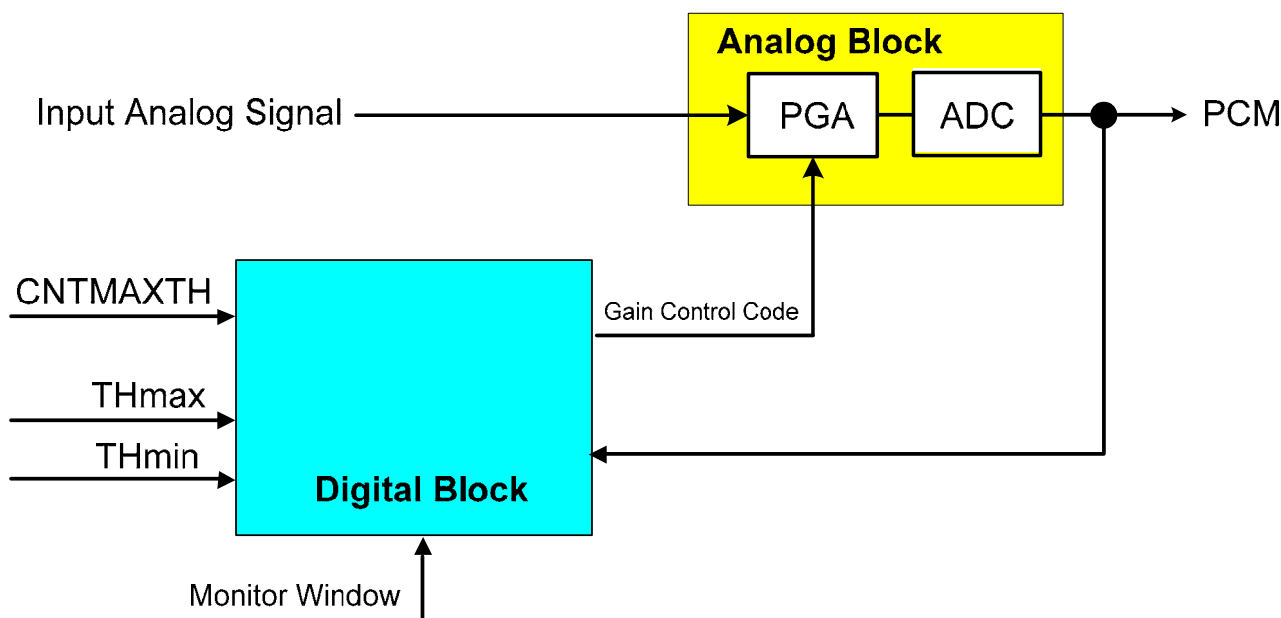 Analog Block
Input Analog Signal
PGA
ADC
PCM
CNTMAXTH
Gain Control Code
THmax
THmin
Digital Block
Monitor Window